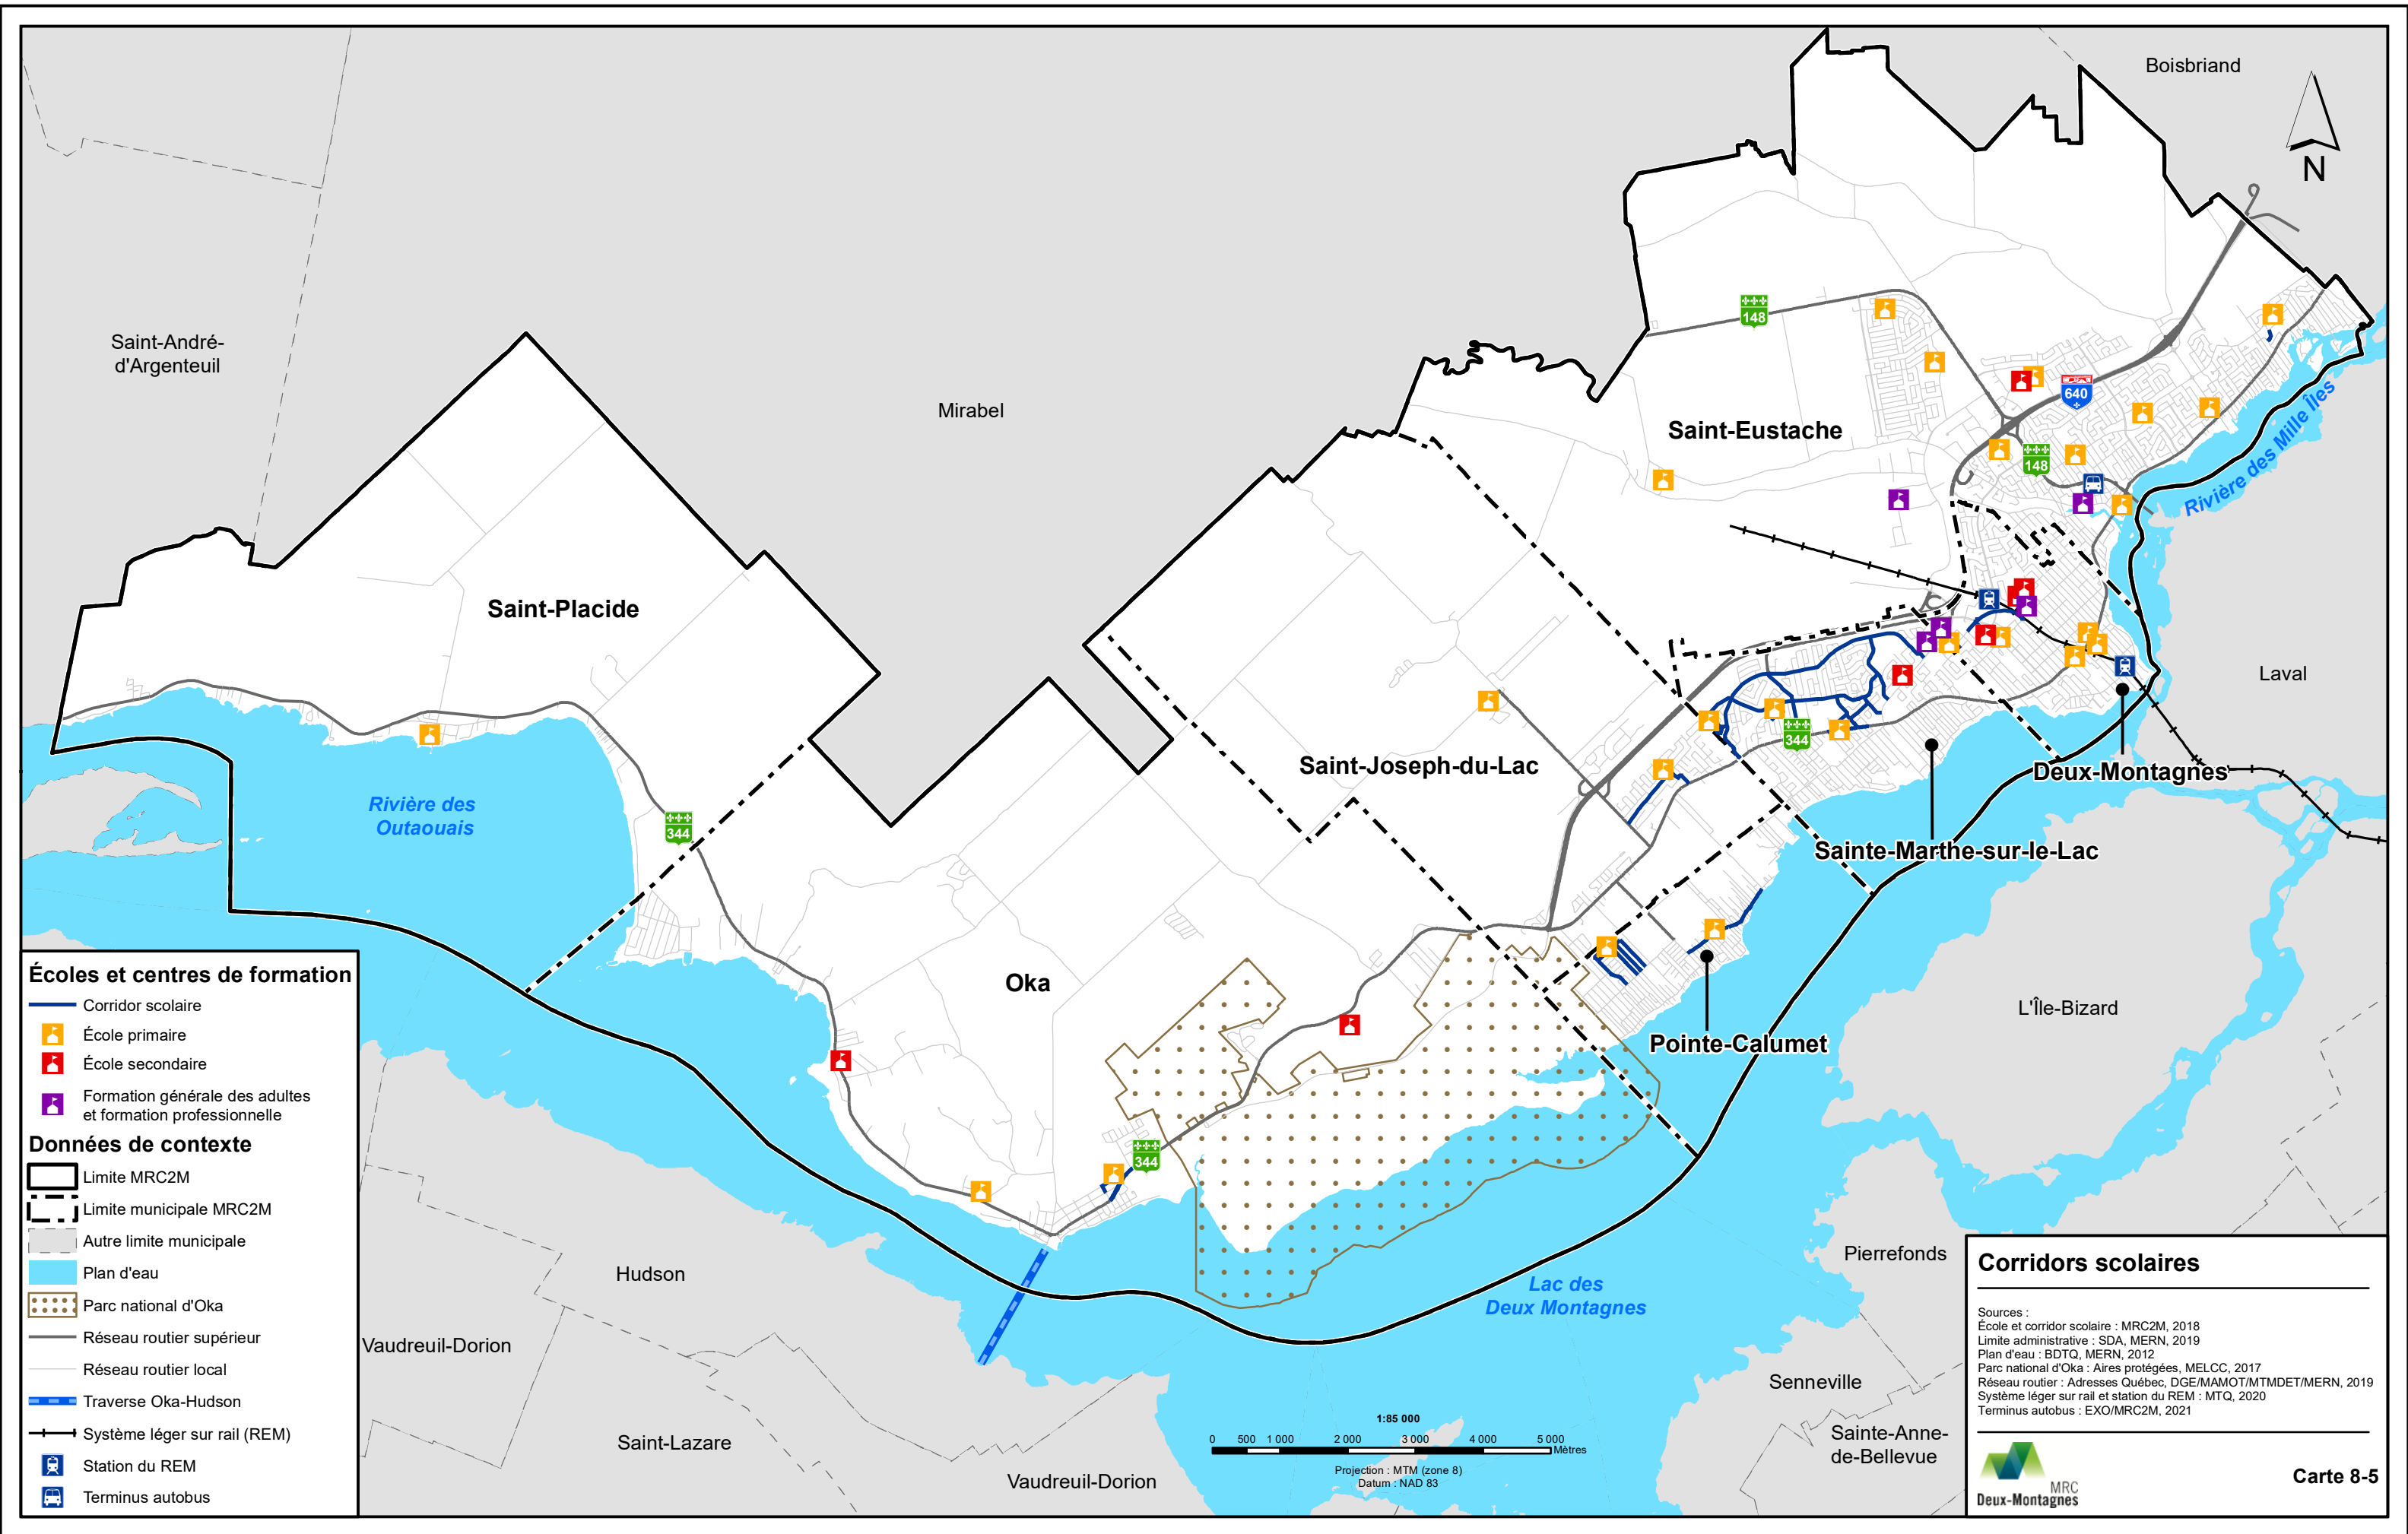 Boisbriand
N
Saint-André-
d'Argenteuil
Mirabel
148
640
Saint-Eustache
148
Rivière des Mille Îles
Saint-Placide
Laval
344
Saint-Joseph-du-Lac
Deux-Montagnes
Rivière des
Outaouais
344
Sainte-Marthe-sur-le-Lac
Oka
L'Île-Bizard
Pointe-Calumet
344
Hudson
Pierrefonds
Lac des
Deux Montagnes
Vaudreuil-Dorion
Senneville
Saint-Lazare
Sainte-Anne-
de-Bellevue
Vaudreuil-Dorion
Écoles et centres de formation
Corridor scolaire
École primaire
École secondaire
Formation générale des adultes
et formation professionnelle
Données de contexte
Limite MRC2M
Limite municipale MRC2M
Autre limite municipale
Plan d'eau
Parc national d'Oka
Réseau routier supérieur
Réseau routier local
Traverse Oka-Hudson
Système léger sur rail (REM)
Station du REM
Terminus autobus
1:85 000
0 500 1 000 2 000 3 000 4 000 5 000
Mètres
Projection : MTM (zone 8)
Datum : NAD 83
Corridors scolaires
Sources :
École et corridor scolaire : MRC2M, 2018
Limite administrative : SDA, MERN, 2019
Plan d'eau : BDTQ, MERN, 2012
Parc national d'Oka : Aires protégées, MELCC, 2017
Réseau routier : Adresses Québec, DGE/MAMOT/MTMDET/MERN, 2019
Système léger sur rail et station du REM : MTQ, 2020
Terminus autobus : EXO/MRC2M, 2021
MRC
Deux-Montagnes
Carte 8-5